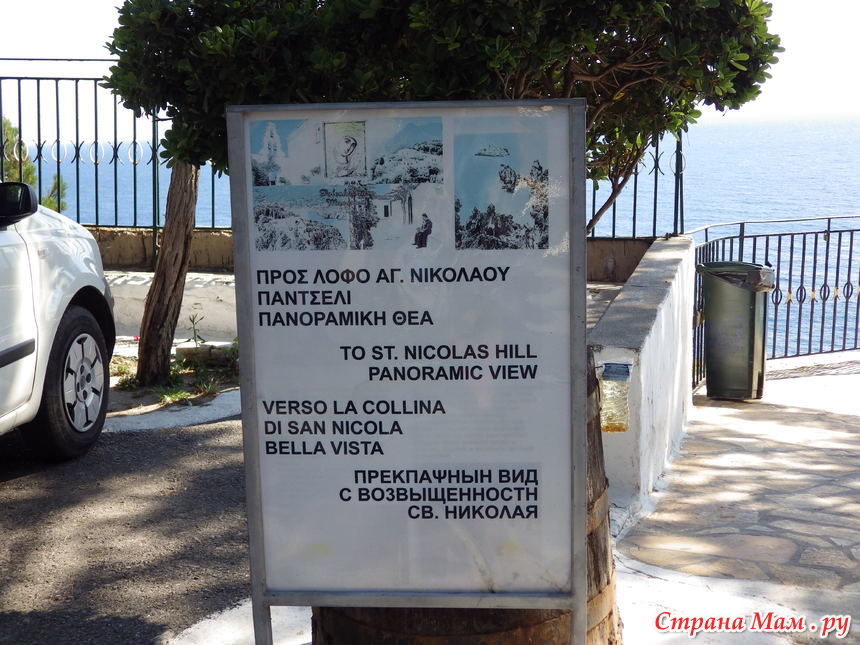 ΠΡΟΣ ΛΟΦΟ ΑΓ. ΝΙΚΟΛΑΟΥ
ΠΑΝΤΣΕΛΙ
ΠΑΝΟΡΑΜΙΚΗ ΘΕΑ
TO ST. NICOLAS HILL
PANORAMIC VIEW
VERSO LA COLLINA
DI SAN NICOLA
BELLA VISTA
ПРЕКПАѰНЫН ВИД
С ВОЗВЫЩЕННОСТН
СВ. НИКОЛАЯ
Страна Мам.ру